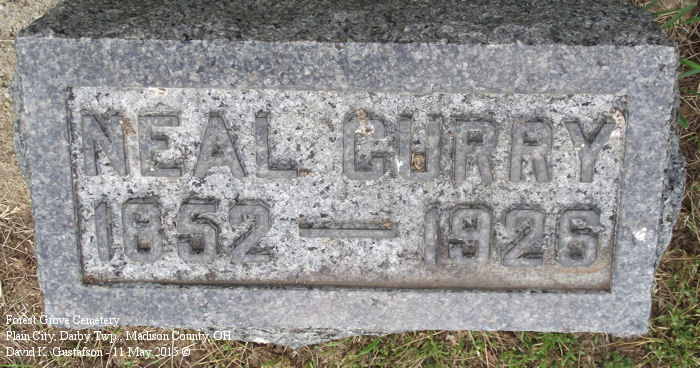 NEAL CURRY
1852 — 1926
Forest Grove Cemetery
Plain City, Darby Twp., Madison County, OH
David K. Gustafson - 11 May 2015 ©